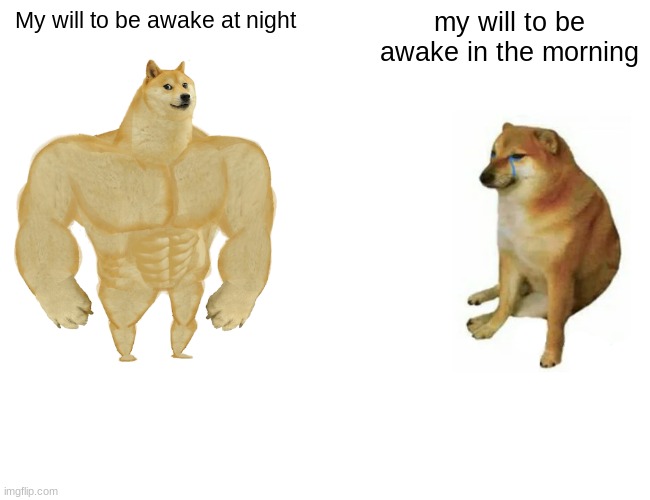 My will to be awake at night
my will to be
awake in the morning
imgflip.com